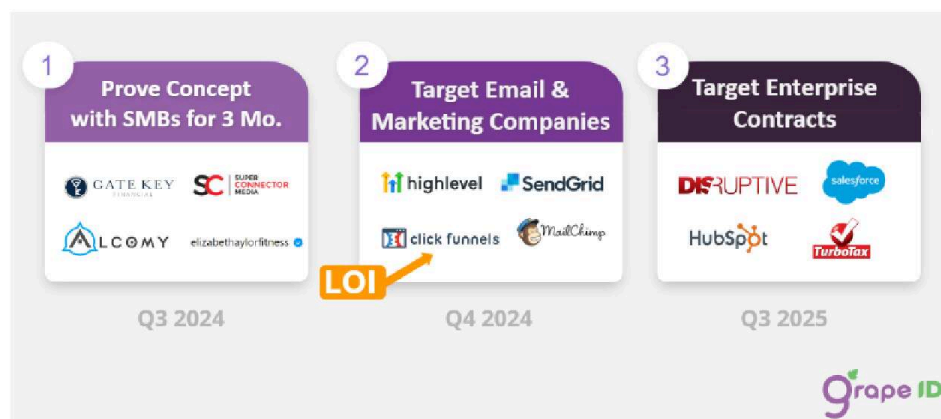 1
Prove Concept
with SMBs for 3 Mo.
GATE KEY
FINANCIAL
SC SUPER
CONNECTOR
MEDIA
ALCOMY
elizabethaylorfitness
Q3 2024
2
Target Email &
Marketing Companies
highlevel
SendGrid
click funnels
MailChimp
LOI
Q4 2024
3
Target Enterprise
Contracts
DISRUPTIVE
salesforce
HubSpot
TurboTax
Q3 2025
grape ID